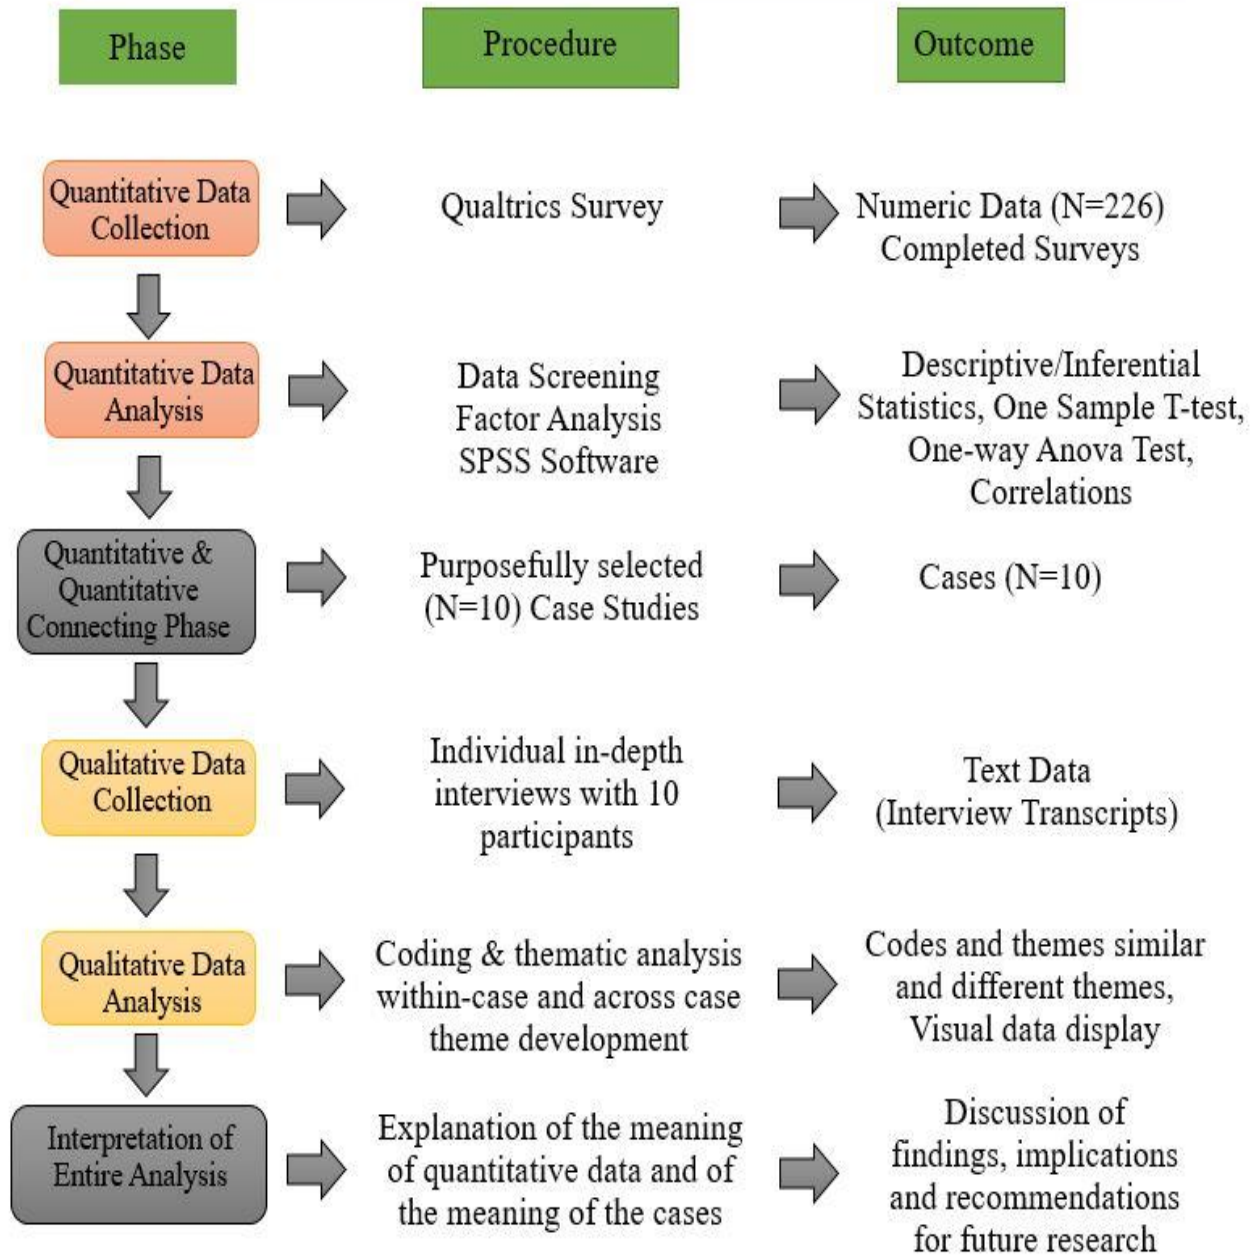 Phase
Procedure
Outcome
Quantitative Data
Collection
Qualtrics Survey
Numeric Data (N=226)
Completed Surveys
Quantitative Data
Analysis
Data Screening
Factor Analysis
SPSS Software
Descriptive/Inferential
Statistics, One Sample T-test,
One-way Anova Test,
Correlations
Quantitative &
Quantitative
Connecting Phase
Purposefully selected
(N=10) Case Studies
Cases (N=10)
Qualitative Data
Collection
Individual in-depth
interviews with 10
participants
Text Data
(Interview Transcripts)
Qualitative Data
Analysis
Coding & thematic analysis
within-case and across case
theme development
Codes and themes similar
and different themes,
Visual data display
Interpretation of
Entire Analysis
Explanation of the meaning
of quantitative data and of
the meaning of the cases
Discussion of
findings, implications
and recommendations
for future research